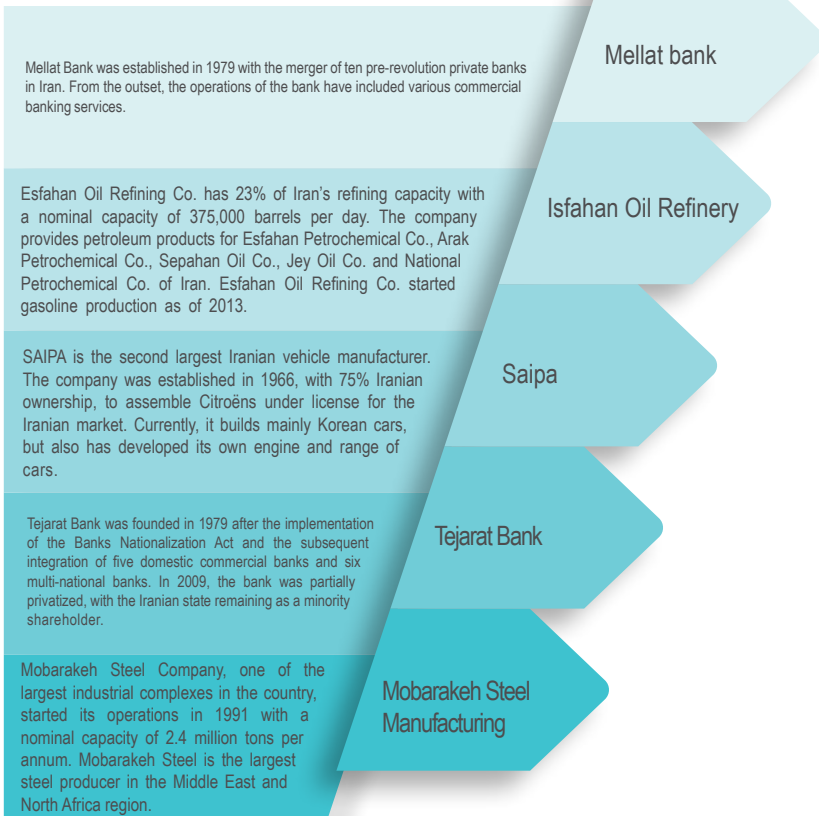 Mellat bank
Mellat Bank was established in 1979 with the merger of ten pre-revolution private banks
in Iran. From the outset, the operations of the bank have included various commercial
banking services.
Isfahan Oil Refinery
Esfahan Oil Refining Co. has 23% of Iran's refining capacity with
a nominal capacity of 375,000 barrels per day. The company
provides petroleum products for Esfahan Petrochemical Co., Arak
Petrochemical Co., Sepahan Oil Co., Jey Oil Co. and National
Petrochemical Co. of Iran. Esfahan Oil Refining Co. started
gasoline production as of 2013.
Saipa
SAIPA is the second largest Iranian vehicle manufacturer.
The company was established in 1966, with 75% Iranian
ownership, to assemble Citroëns under license for the
Iranian market. Currently, it builds mainly Korean cars,
but also has developed its own engine and range of
cars.
Tejarat Bank
Tejarat Bank was founded in 1979 after the implementation
of the Banks Nationalization Act and the subsequent
integration of five domestic commercial banks and six
multi-national banks. In 2009, the bank was partially
privatized, with the Iranian state remaining as a minority
shareholder.
Mobarakeh Steel
Manufacturing
Mobarakeh Steel Company, one of the
largest industrial complexes in the country,
started its operations in 1991 with a
nominal capacity of 2.4 million tons per
annum. Mobarakeh Steel is the largest
steel producer in the Middle East and
North Africa region.